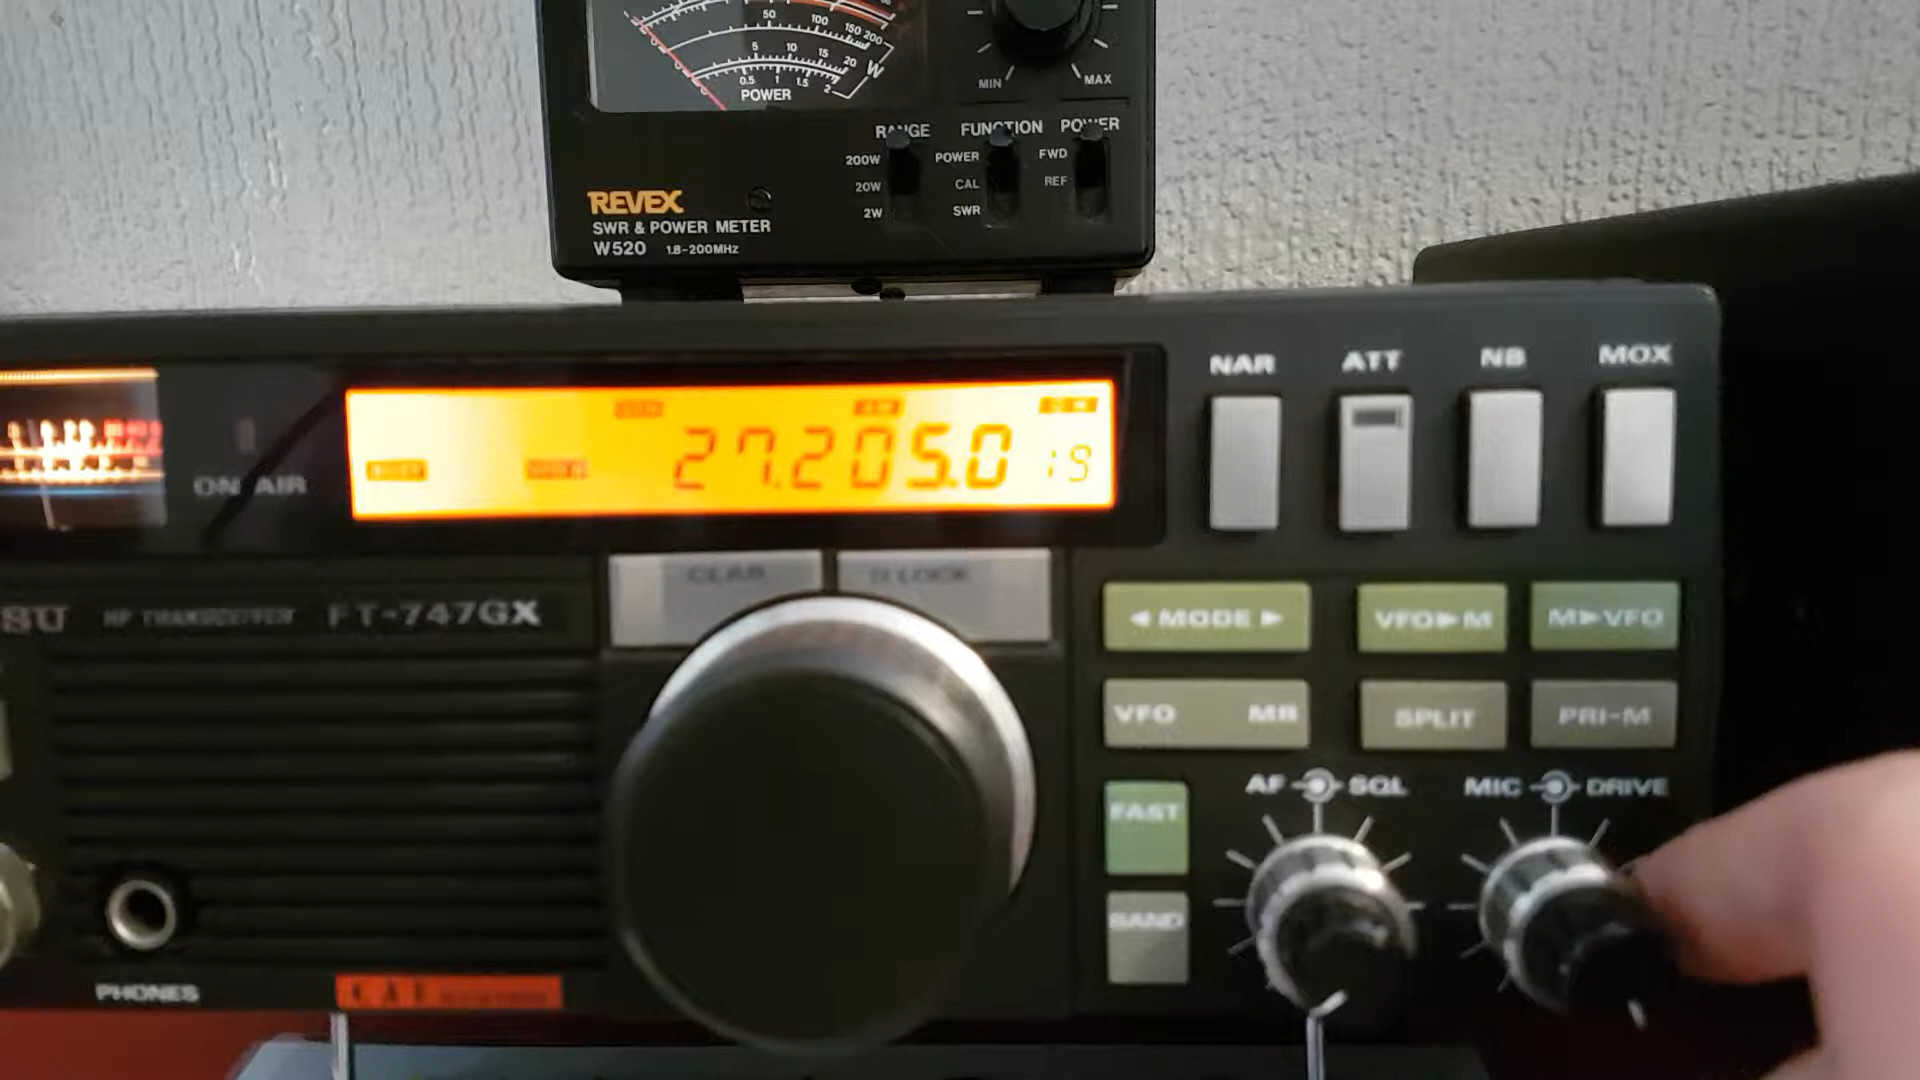 50 100 150 200
5 10 15 20
W
0.5 1 1.5 2
POWER
MIN MAX
RANGE FUNCTION POWER
200W POWER FWD
20W CAL REF
2W SWR
REVEX
SWR & POWER METER
W520 1.8-200MHz
NAR ATT NB MOX
ON AIR
27.205.0 19
CLAR D LOCK
SU HF TRANSCEIVER FT-747GX
◄ MODE ► VFO►M M►VFO
VFO MR SPLIT PRI-M
AF SQL MIC DRIVE
FAST
BAND
PHONES
CAT